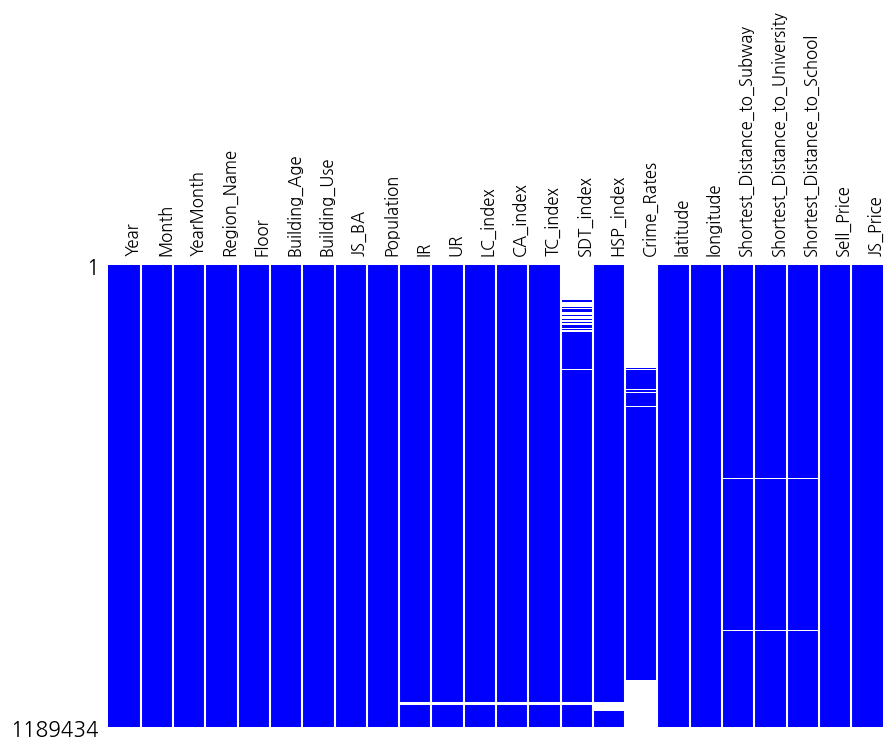 Year
Month
YearMonth
Region_Name
Floor
Building_Age
Building_Use
JS_BA
Population
IR
UR
LC_index
CA_index
TC_index
SDT_index
HSP_index
Crime_Rates
latitude
longitude
Shortest_Distance_to_Subway
Shortest_Distance_to_University
Shortest_Distance_to_School
Sell_Price
JS_Price
1
1189434